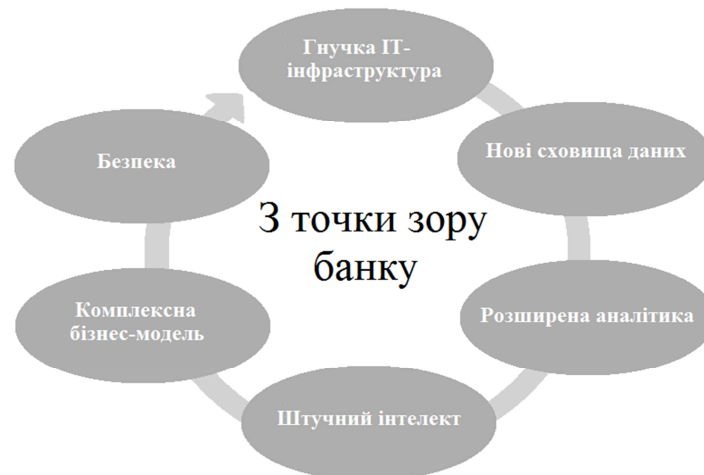 Гнучка ІТ-
інфраструктура
Нові сховища даних
Розширена аналітика
Штучний інтелект
Комплексна
бізнес-модель
Безпека
З точки зору
банку